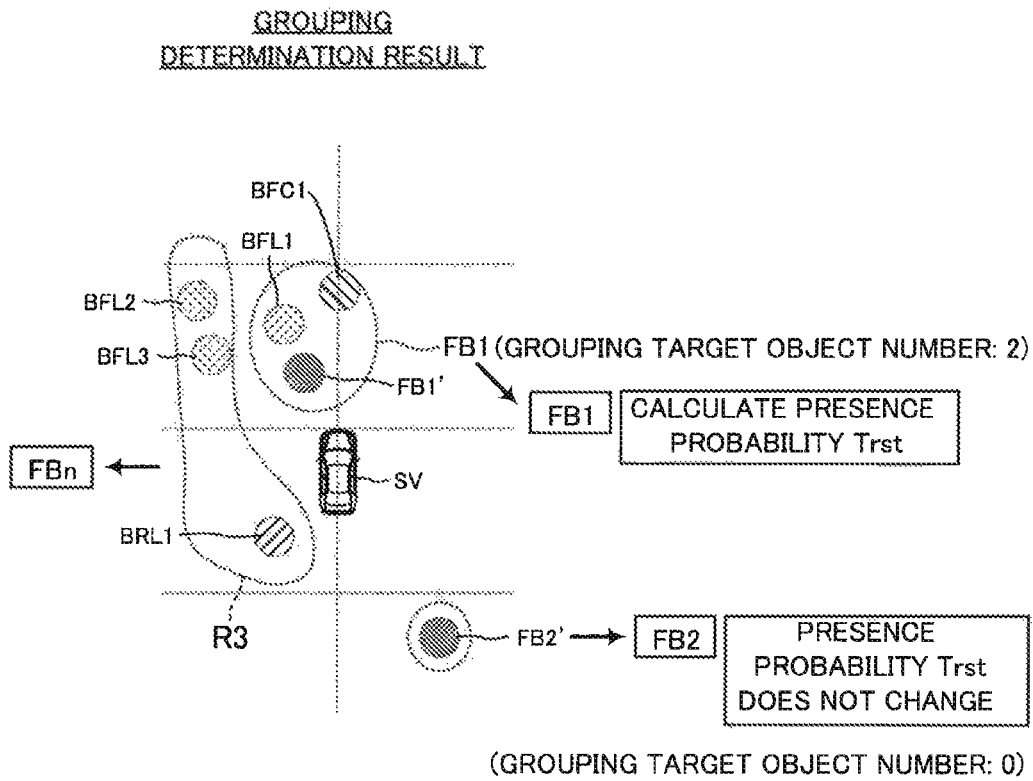 GROUPING
DETERMINATION RESULT
BFC1
BFL1
BFL2
BFL3
FB1 (GROUPING TARGET OBJECT NUMBER: 2)
FB1'
FB1
CALCULATE PRESENCE
PROBABILITY Trst
FBn
SV
BRL1
R3
FB2'
FB2
PRESENCE
PROBABILITY Trst
DOES NOT CHANGE
(GROUPING TARGET OBJECT NUMBER: 0)